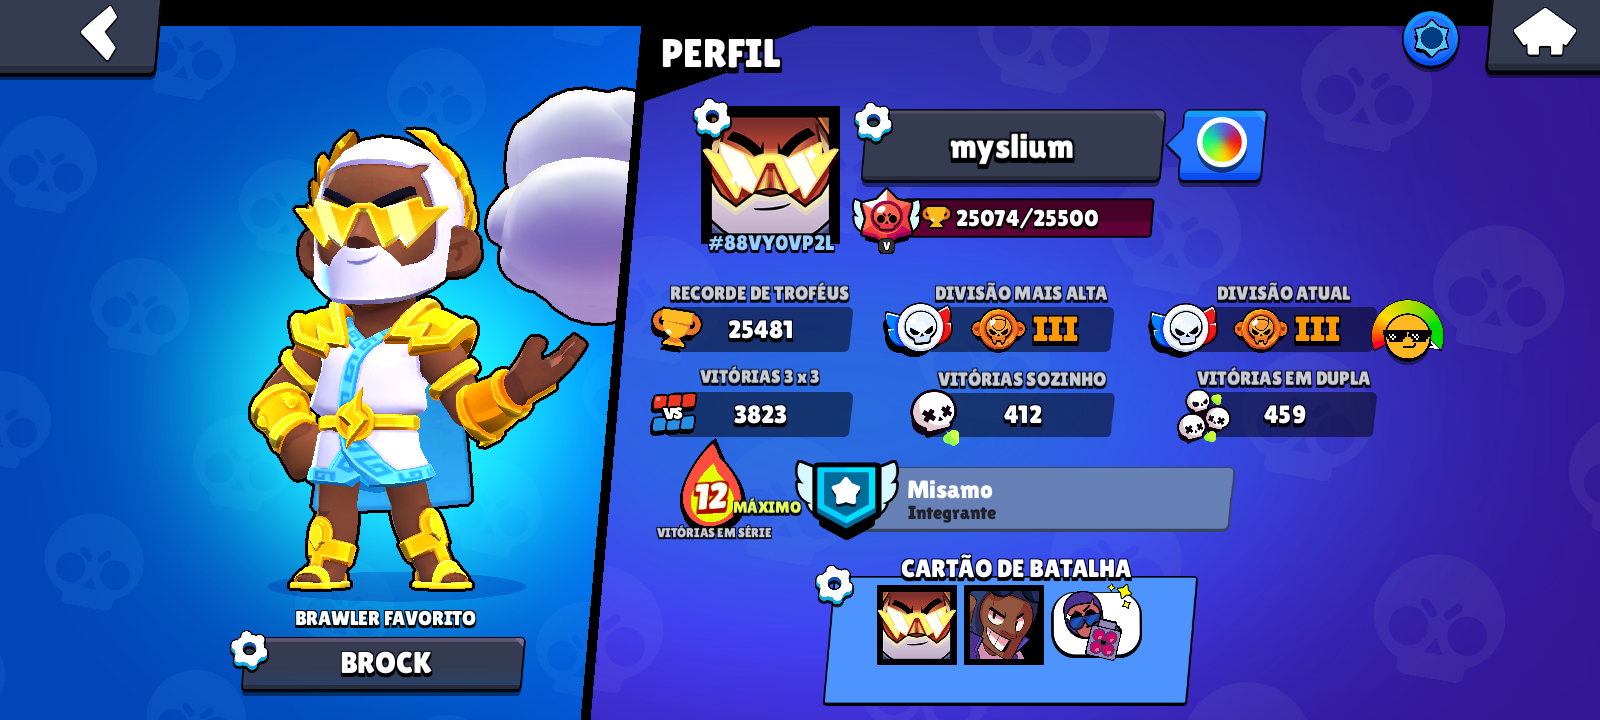 PERFIL
myslium
#88VY0VP2L
V
25074/25500
RECORDE DE TROFÉUS
25481
DIVISÃO MAIS ALTA
III
DIVISÃO ATUAL
III
VITÓRIAS 3 x 3
VS
3823
VITÓRIAS SOZINHO
412
VITÓRIAS EM DUPLA
459
12
MÁXIMO
VITÓRIAS EM SÉRIE
Misamo
Integrante
CARTÃO DE BATALHA
BRAWLER FAVORITO
BROCK